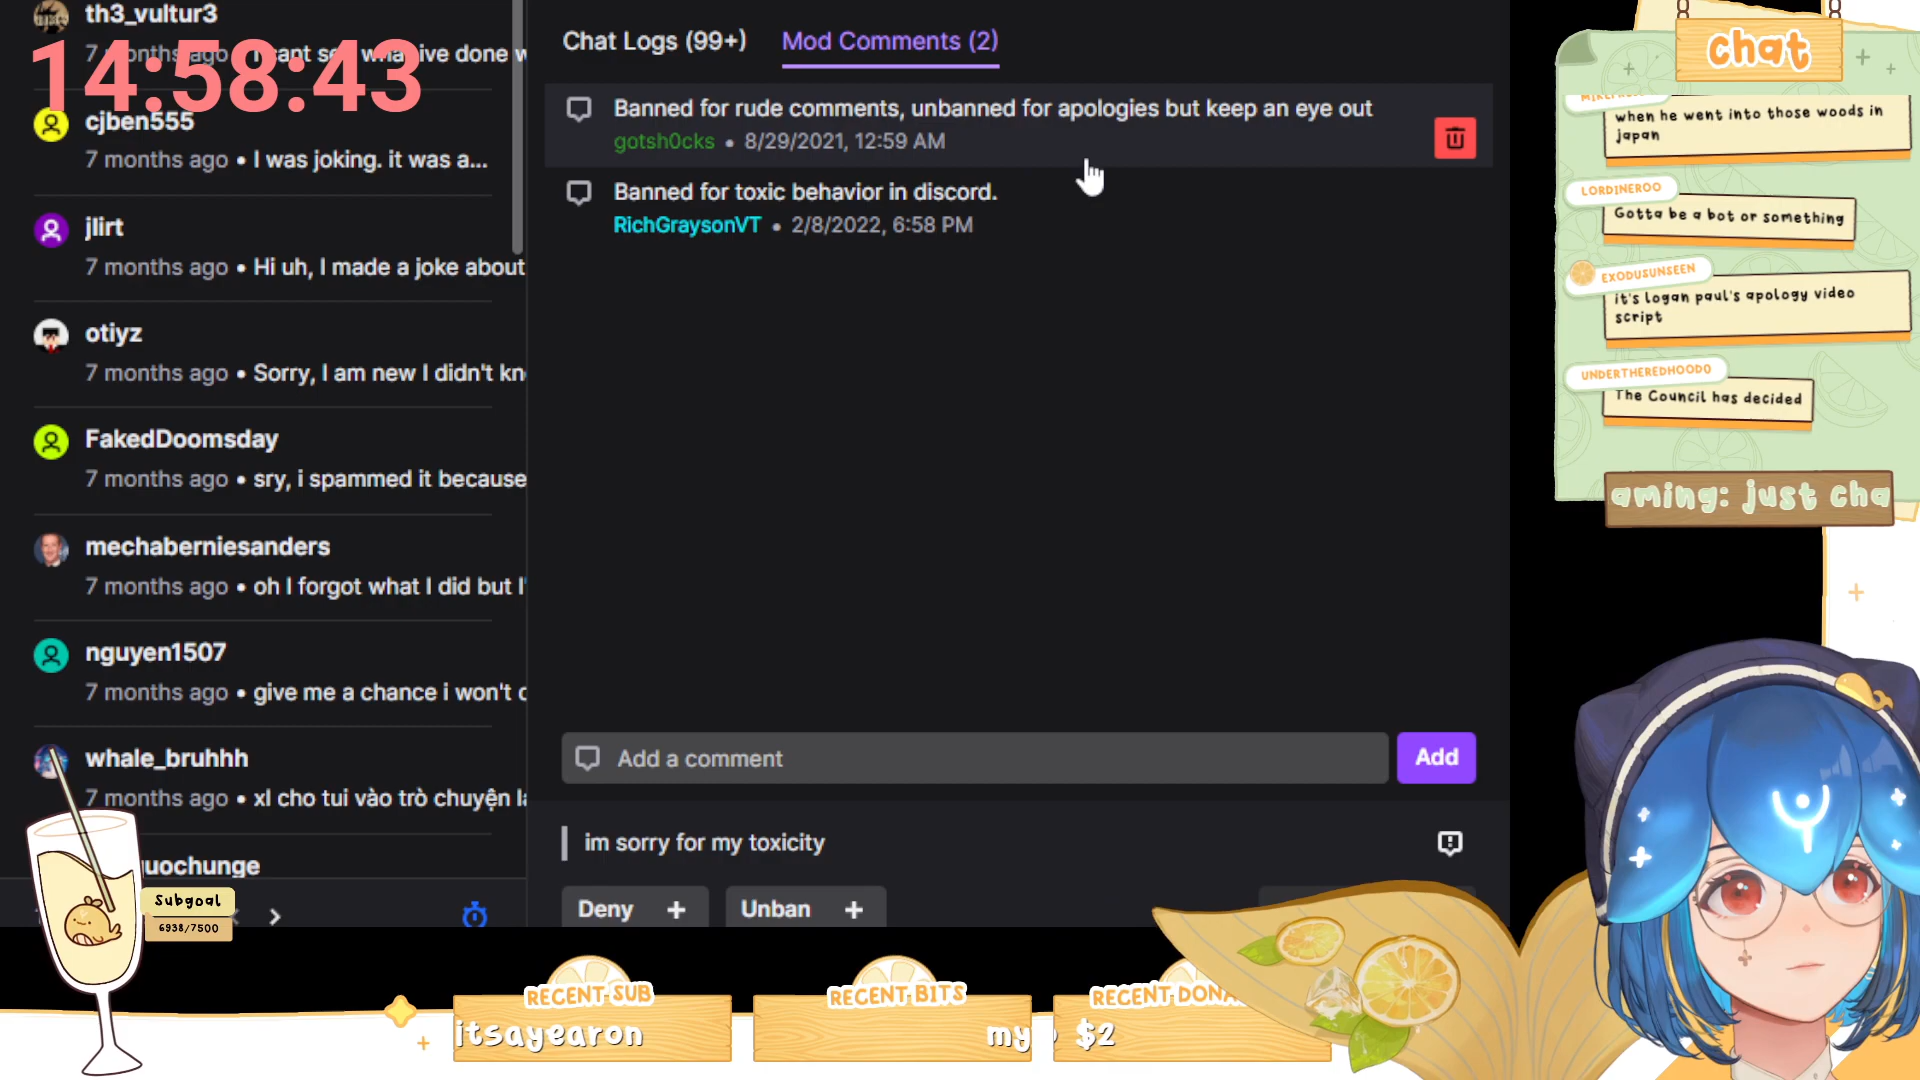 th3_vultur3
7 months ago
14:58:43
cjben555
7 months ago • I was joking. it was a...
jlirt
7 months ago • Hi uh, I made a joke about
otiyz
7 months ago • Sorry, I am new I didn't kn
FakedDoomsday
7 months ago • sry, i spammed it because
mechaberniesanders
7 months ago • oh I forgot what I did but I'
nguyen1507
7 months ago • give me a chance i won't
whale_bruhhh
7 months ago • xl cho tui vào trò chuyện
uochunge
Subgoal
6938/7500
Chat Logs (99+)
Mod Comments (2)
Banned for rude comments, unbanned for apologies but keep an eye out
gotsh0cks • 8/29/2021, 12:59 AM
Banned for toxic behavior in discord.
RichGraysonVT • 2/8/2022, 6:58 PM
Add a comment
Add
im sorry for my toxicity
Deny +
Unban +
chat
when he went into those woods in
japan
LORDINEROO
Gotta be a bot or something
EXODUSUNSEEN
it's logan paul's apology video
script
UNDERTHEREDHOOD0
The Council has decided
aming: just cha
RECENT SUB
itsayearon
RECENT BITS
my
RECENT DONA
$2